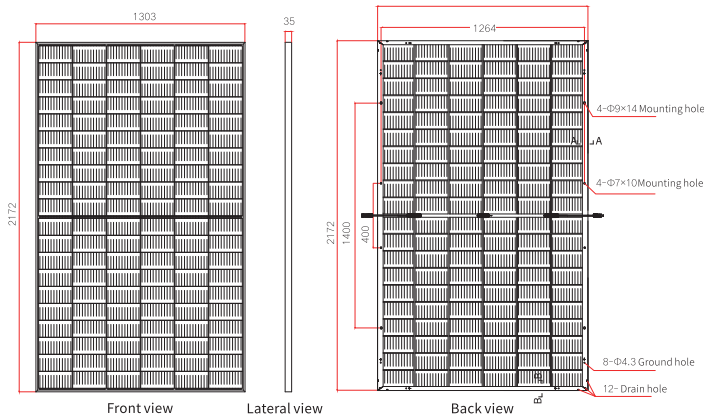 1303
35
1264
4-Φ9×14 Mounting hole
A
A
4-Φ7×10Mounting hole
2172
2172
1400
400
8-Φ4.3 Ground hole
B
12- Drain hole
B
Front view
Lateral view
Back view